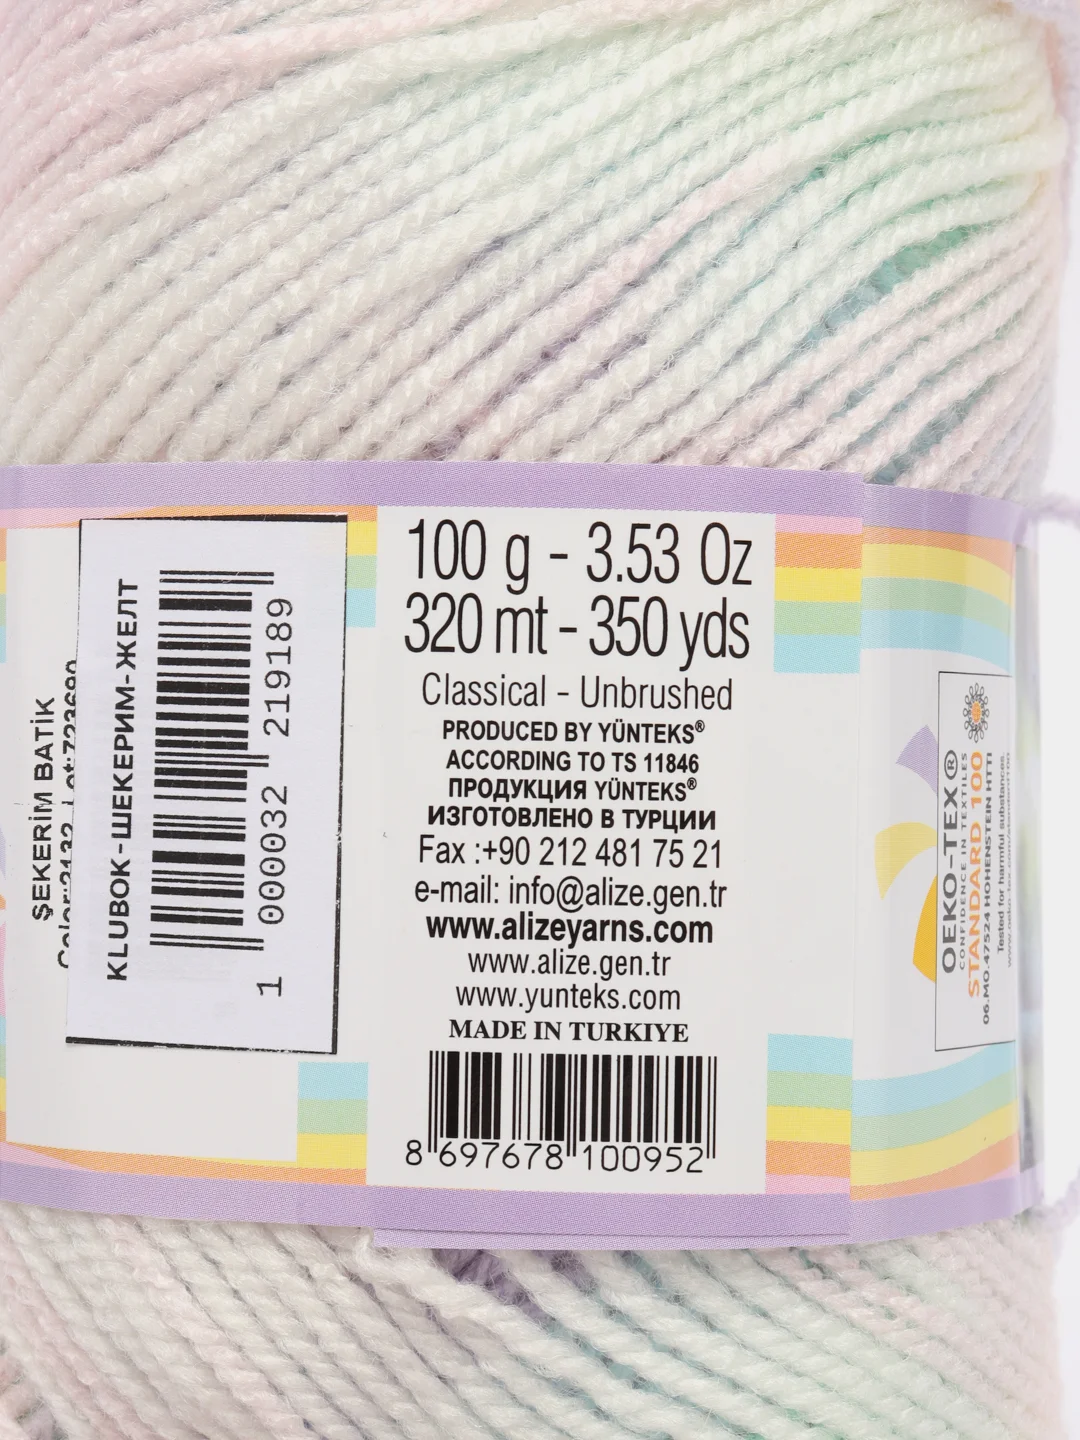 ŞEKERİM BATİK
KLUBOK-ШЕКЕРИМ-ЖЕЛТ
1 000032 219189
100 g - 3.53 Oz
320 mt - 350 yds
Classical - Unbrushed
PRODUCED BY YÜNTEKS®
ACCORDING TO TS 11846
ПРОДУКЦИЯ YÜNTEKS®
ИЗГОТОВЛЕНО В ТУРЦИИ
Fax :+90 212 481 75 21
e-mail: info@alize.gen.tr
www.alizeyarns.com
www.alize.gen.tr
www.yunteks.com
MADE IN TURKIYE
8 697678 100952
OEKO-TEX®
CONFIDENCE IN TEXTILES
STANDARD 100
06.M0.47524 HOHENSTEIN HTTI
Tested for harmful substances.